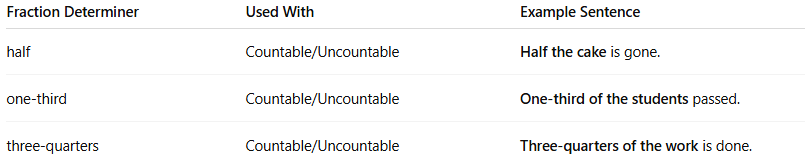 Fraction Determiner Used With Example Sentence
half Countable/Uncountable Half the cake is gone.
one-third Countable/Uncountable One-third of the students passed.
three-quarters Countable/Uncountable Three-quarters of the work is done.